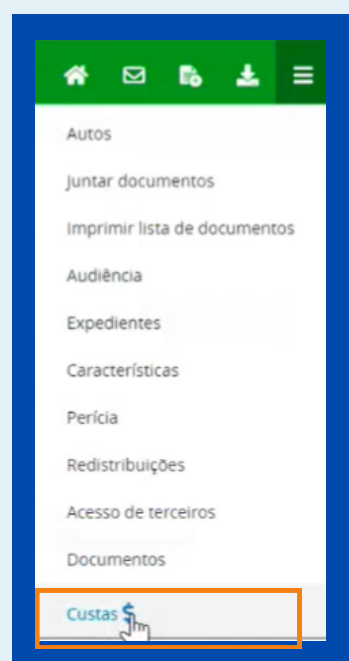 Autos
Juntar documentos
Imprimir lista de documentos
Audiência
Expedientes
Características
Perícia
Redistribuições
Acesso de terceiros
Documentos
Custas $